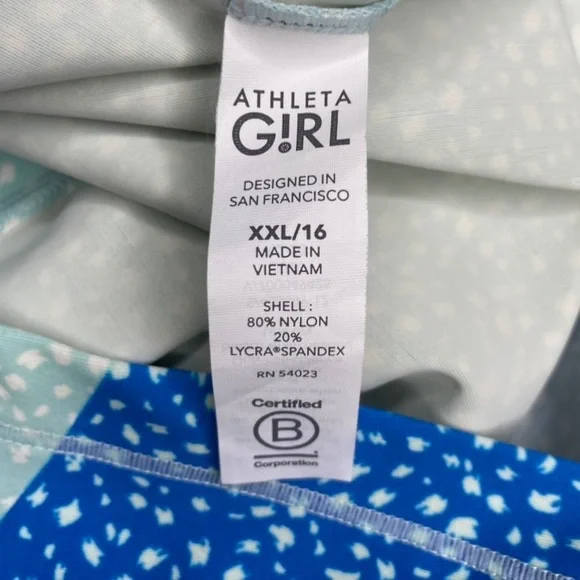 ATHLETA
G!RL
DESIGNED IN
SAN FRANCISCO
XXL/16
MADE IN
VIETNAM
SHELL :
80% NYLON
20%
LYCRA®SPANDEX
RN 54023
Certified
B
Corporation